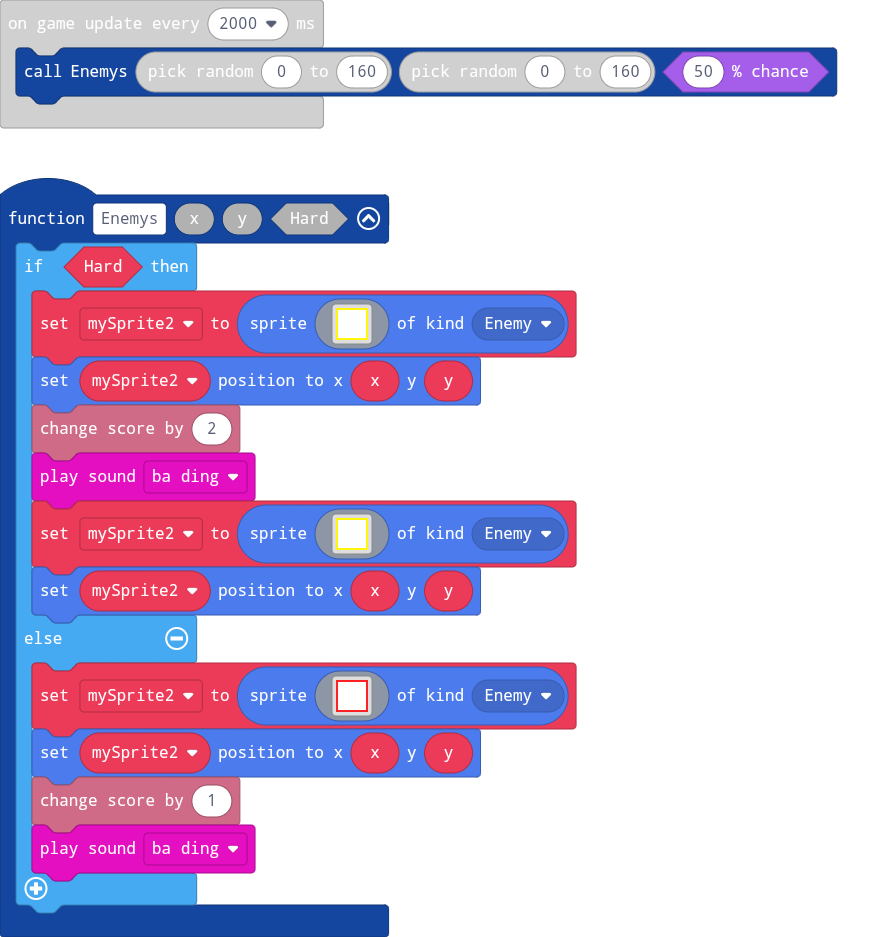 on game update every 2000 ms
call Enemys pick random 0 to 160 pick random 0 to 160 50 % chance
function Enemys x y Hard
if Hard then
set mySprite2 to sprite of kind Enemy
set mySprite2 position to x x y y
change score by 2
play sound ba ding
set mySprite2 to sprite of kind Enemy
set mySprite2 position to x x y y
else
set mySprite2 to sprite of kind Enemy
set mySprite2 position to x x y y
change score by 1
play sound ba ding